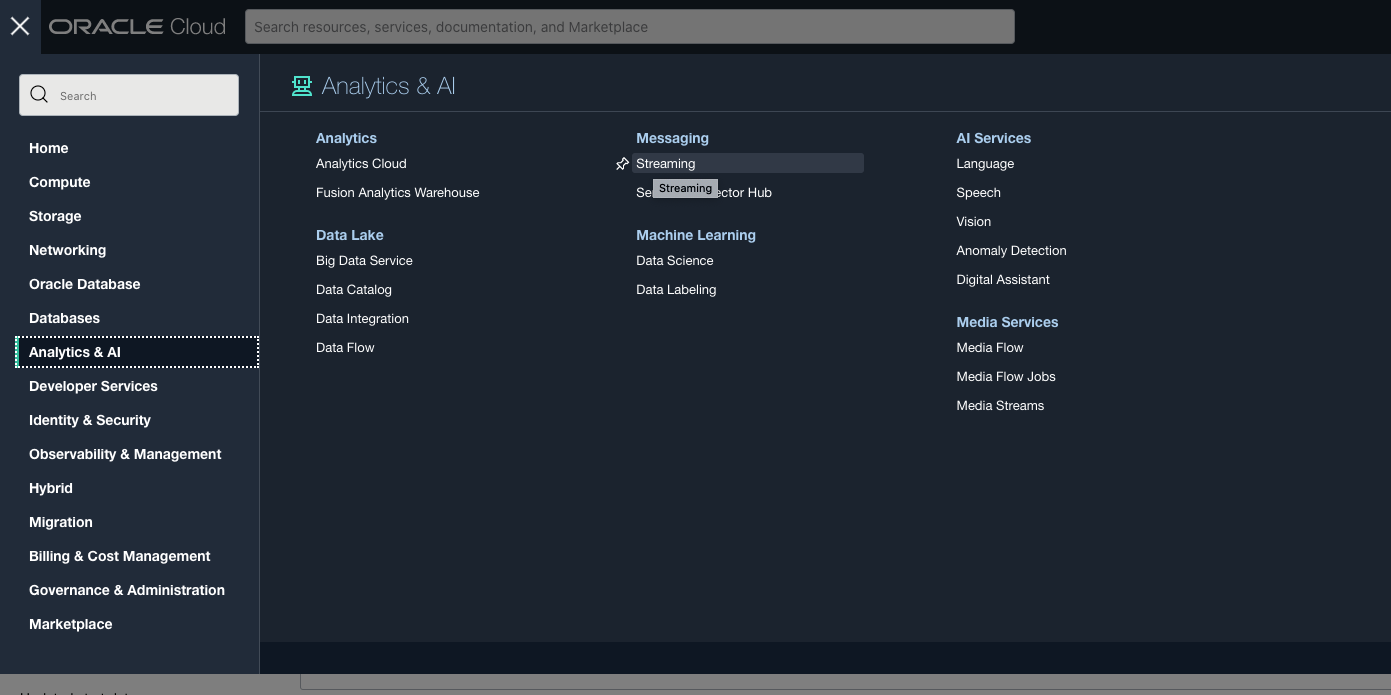 ORACLE Cloud
Search resources, services, documentation, and Marketplace
Search
Home
Compute
Storage
Networking
Oracle Database
Databases
Analytics & AI
Developer Services
Identity & Security
Observability & Management
Hybrid
Migration
Billing & Cost Management
Governance & Administration
Marketplace
Analytics & AI
Analytics
Analytics Cloud
Fusion Analytics Warehouse
Data Lake
Big Data Service
Data Catalog
Data Integration
Data Flow
Messaging
Streaming
Streaming
Hub
Machine Learning
Data Science
Data Labeling
AI Services
Language
Speech
Vision
Anomaly Detection
Digital Assistant
Media Services
Media Flow
Media Flow Jobs
Media Streams